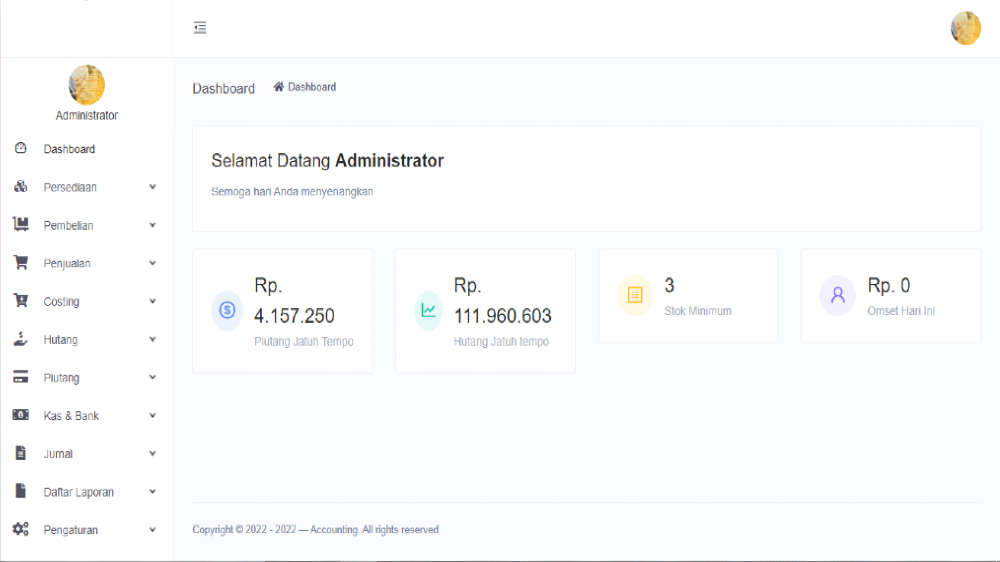 Administrator
Dashboard
Persediaan
Pembelian
Penjualan
Costing
Hutang
Piutang
Kas & Bank
Jurnal
Daftar Laporan
Pengaturan
Dashboard Dashboard
Selamat Datang Administrator
Semoga hari Anda menyenangkan
Rp.
4.157.250
Piutang Jatuh Tempo
Rp.
111.960.603
Hutang Jatuh tempo
3
Stok Minimum
Rp. 0
Omset Hari Ini
Copyright © 2022 - 2022 — Accounting. All rights reserved.